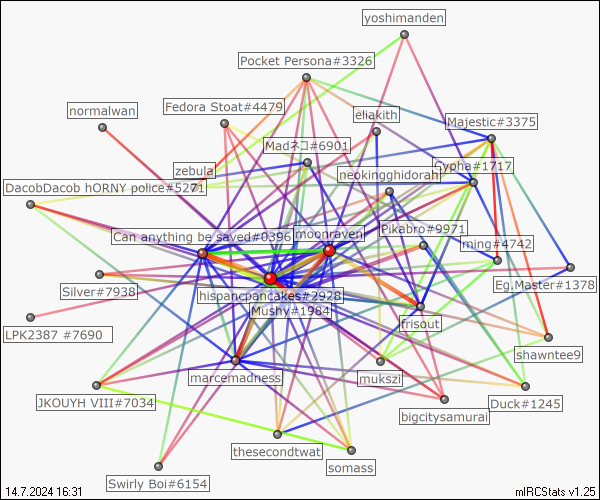 yoshimanden
Pocket Persona#3326
normalwan
Fedora Stoat#4479
eliakith
Majestic#3375
Madネコ#6901
zebula
neokingghidorah
Cypha#1717
DacobDacob hORNY police#5271
Can anything be saved#0396
moonraven
Pikabro#9971
ming#4742
Silver#7938
hispancpancakes#2928
Eg.Master#1378
Mushy#1984
LPK2387 #7690
frisout
shawntee9
marcemadness
mukszi
JKOUYH VIII#7034
Duck#1245
bigcitysamurai
thesecondtwat
somass
Swirly Boi#6154
14.7.2024 16:31
mIRCStats v1.25